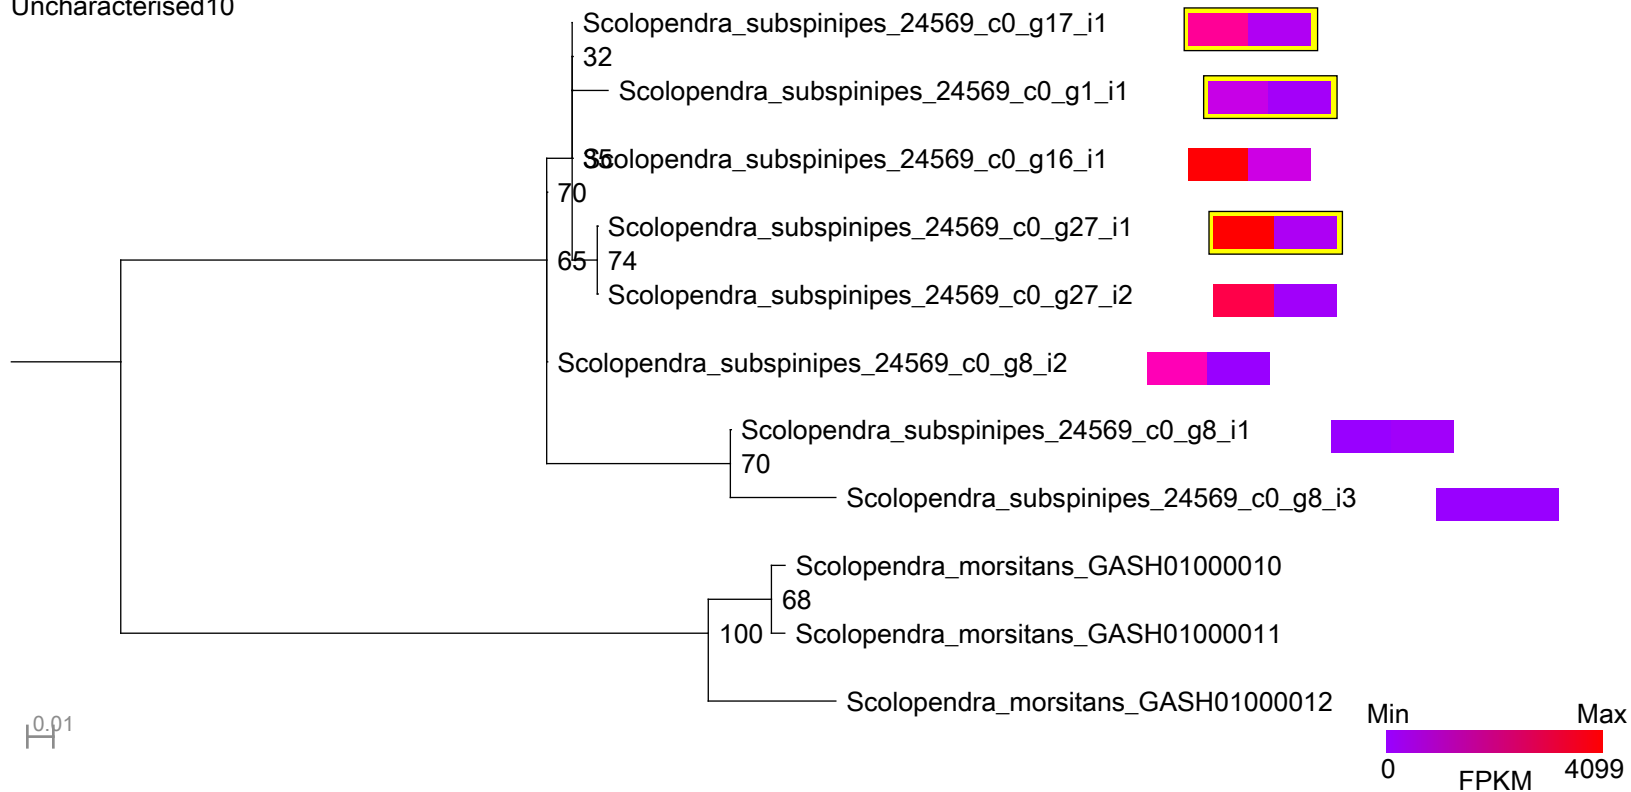 Uncharacterised10
Scolopendra_subspinipes_24569_c0_g17_i1
32
Scolopendra_subspinipes_24569_c0_g1_i1
35
Scolopendra_subspinipes_24569_c0_g16_i1
70
Scolopendra_subspinipes_24569_c0_g27_i1
65
74
Scolopendra_subspinipes_24569_c0_g27_i2
Scolopendra_subspinipes_24569_c0_g8_i2
Scolopendra_subspinipes_24569_c0_g8_i1
70
Scolopendra_subspinipes_24569_c0_g8_i3
Scolopendra_morsitans_GASH01000010
68
100
Scolopendra_morsitans_GASH01000011
Scolopendra_morsitans_GASH01000012
0.01
Min Max
0 4099
FPKM